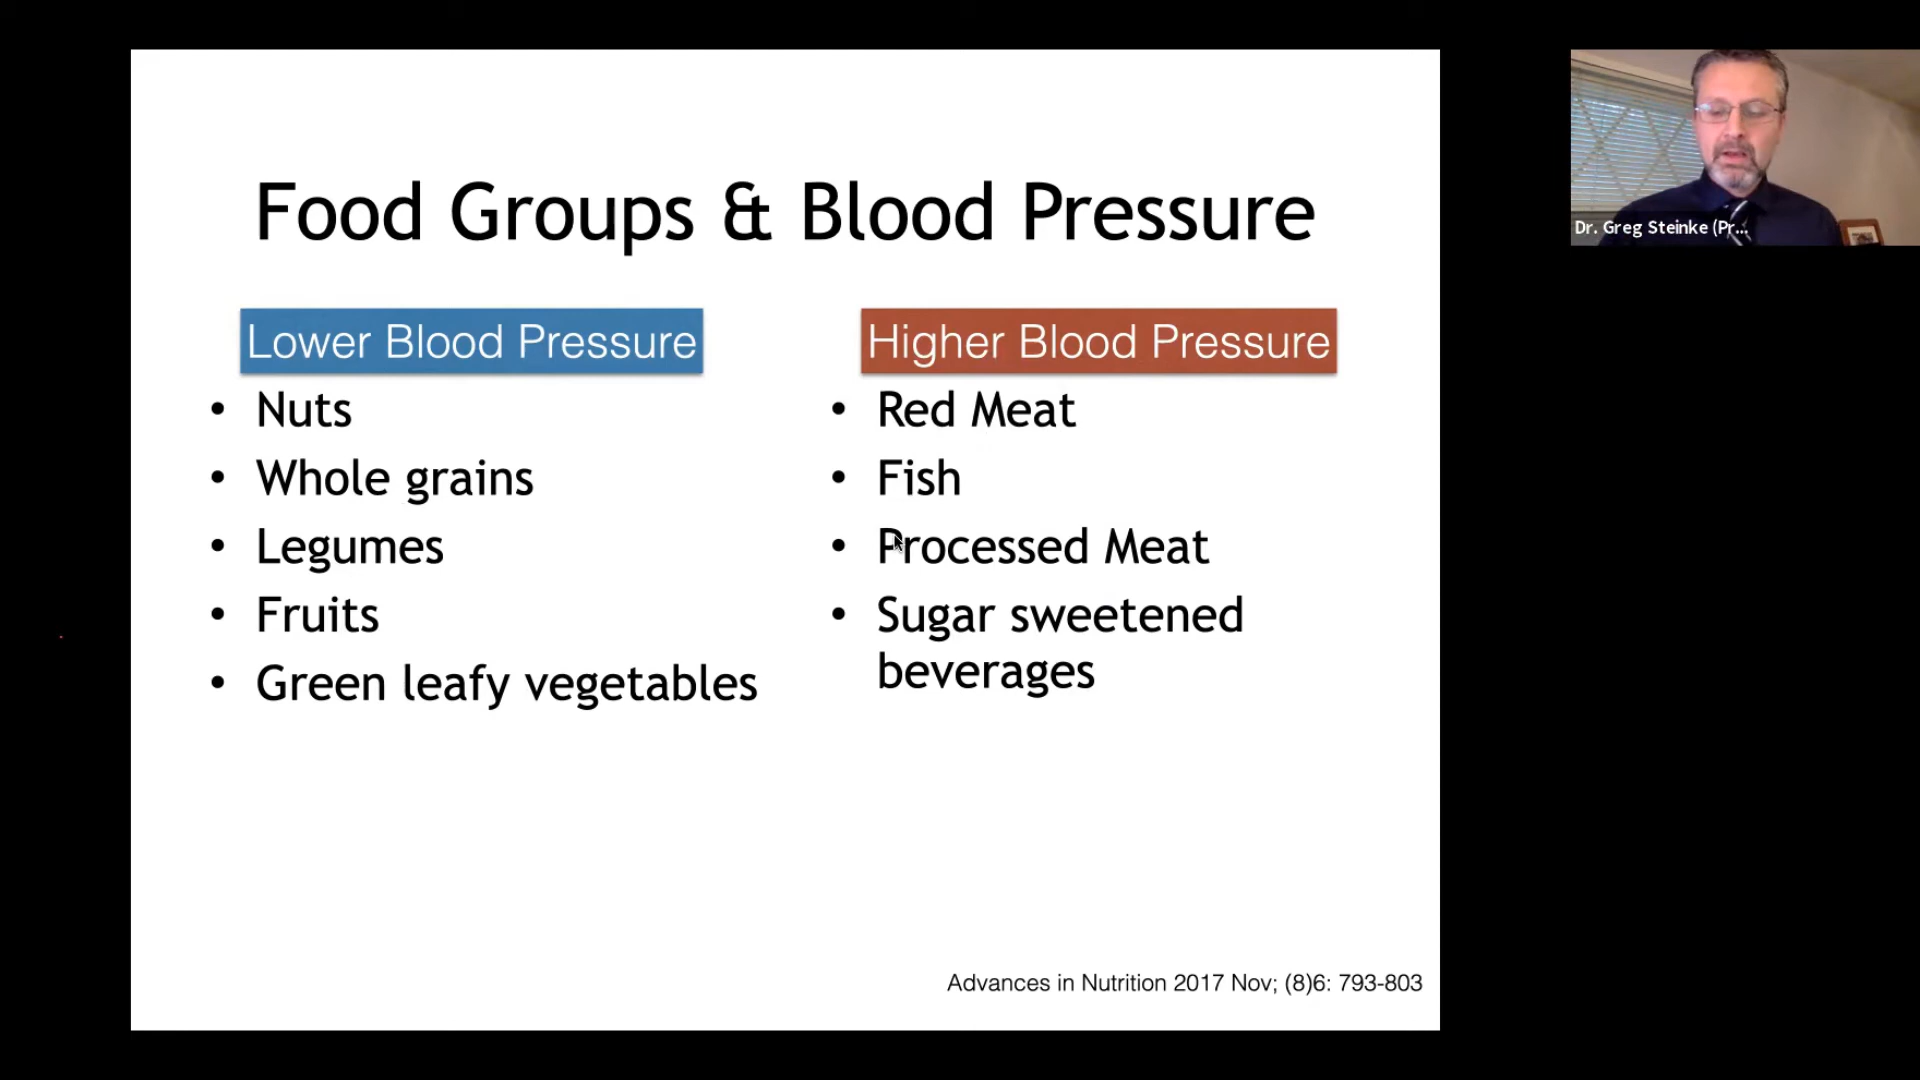 Food Groups & Blood Pressure
Lower Blood Pressure
• Nuts
• Whole grains
• Legumes
• Fruits
• Green leafy vegetables
Higher Blood Pressure
• Red Meat
• Fish
• Processed Meat
• Sugar sweetened
beverages
Advances in Nutrition 2017 Nov; (8)6: 793-803
Dr. Greg Steinke (Pr...